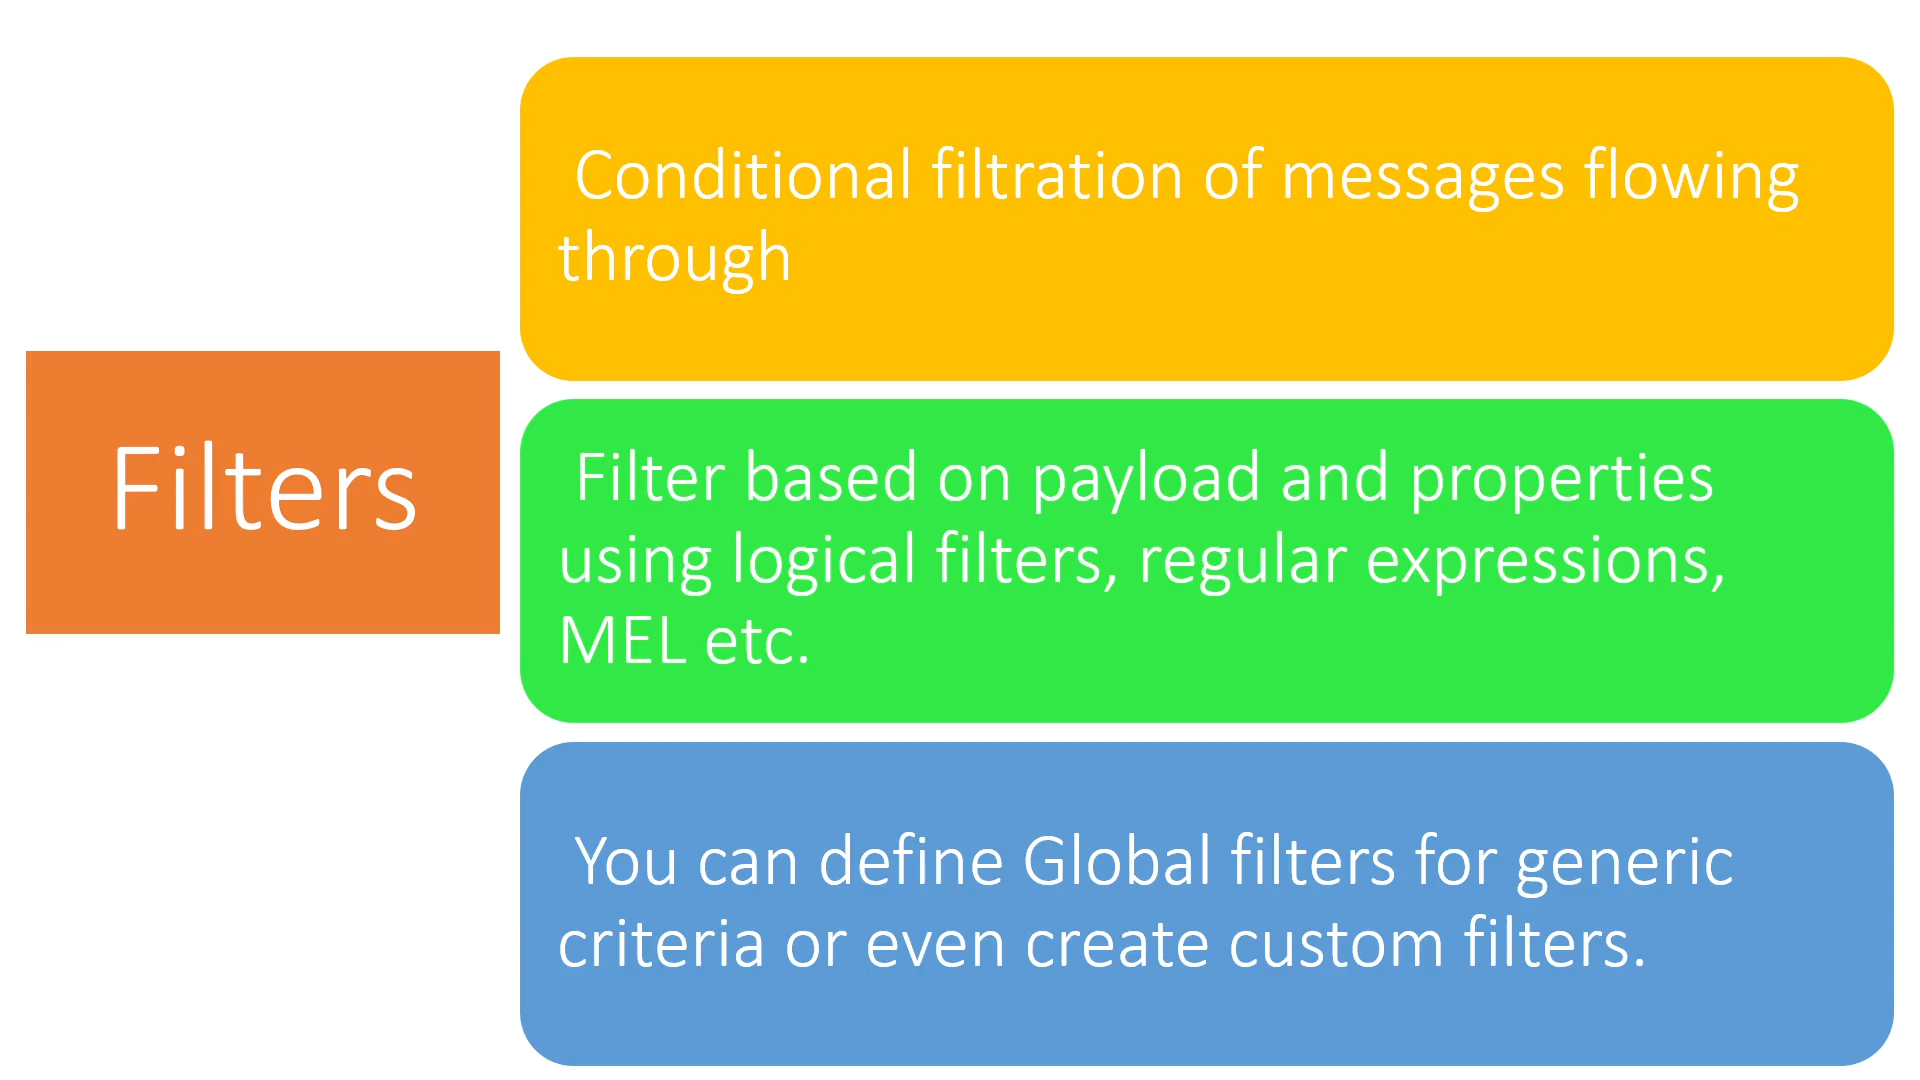 Filters
Conditional filtration of messages flowing
through
Filter based on payload and properties
using logical filters, regular expressions,
MEL etc.
You can define Global filters for generic
criteria or even create custom filters.